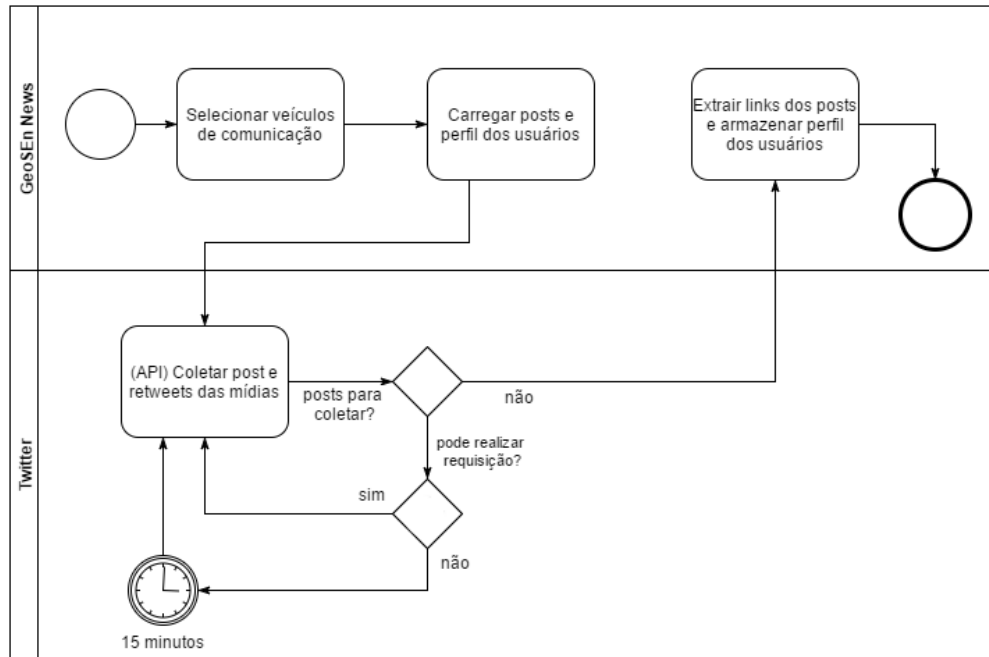 GeoSEn News
Selecionar veículos
de comunicação
Carregar posts e
perfil dos usuários
Extrair links dos posts
e armazenar perfil
dos usuários
Twitter
(API) Coletar post e
retweets das mídias
posts para
coletar?
não
pode realizar
requisição?
sim
não
15 minutos